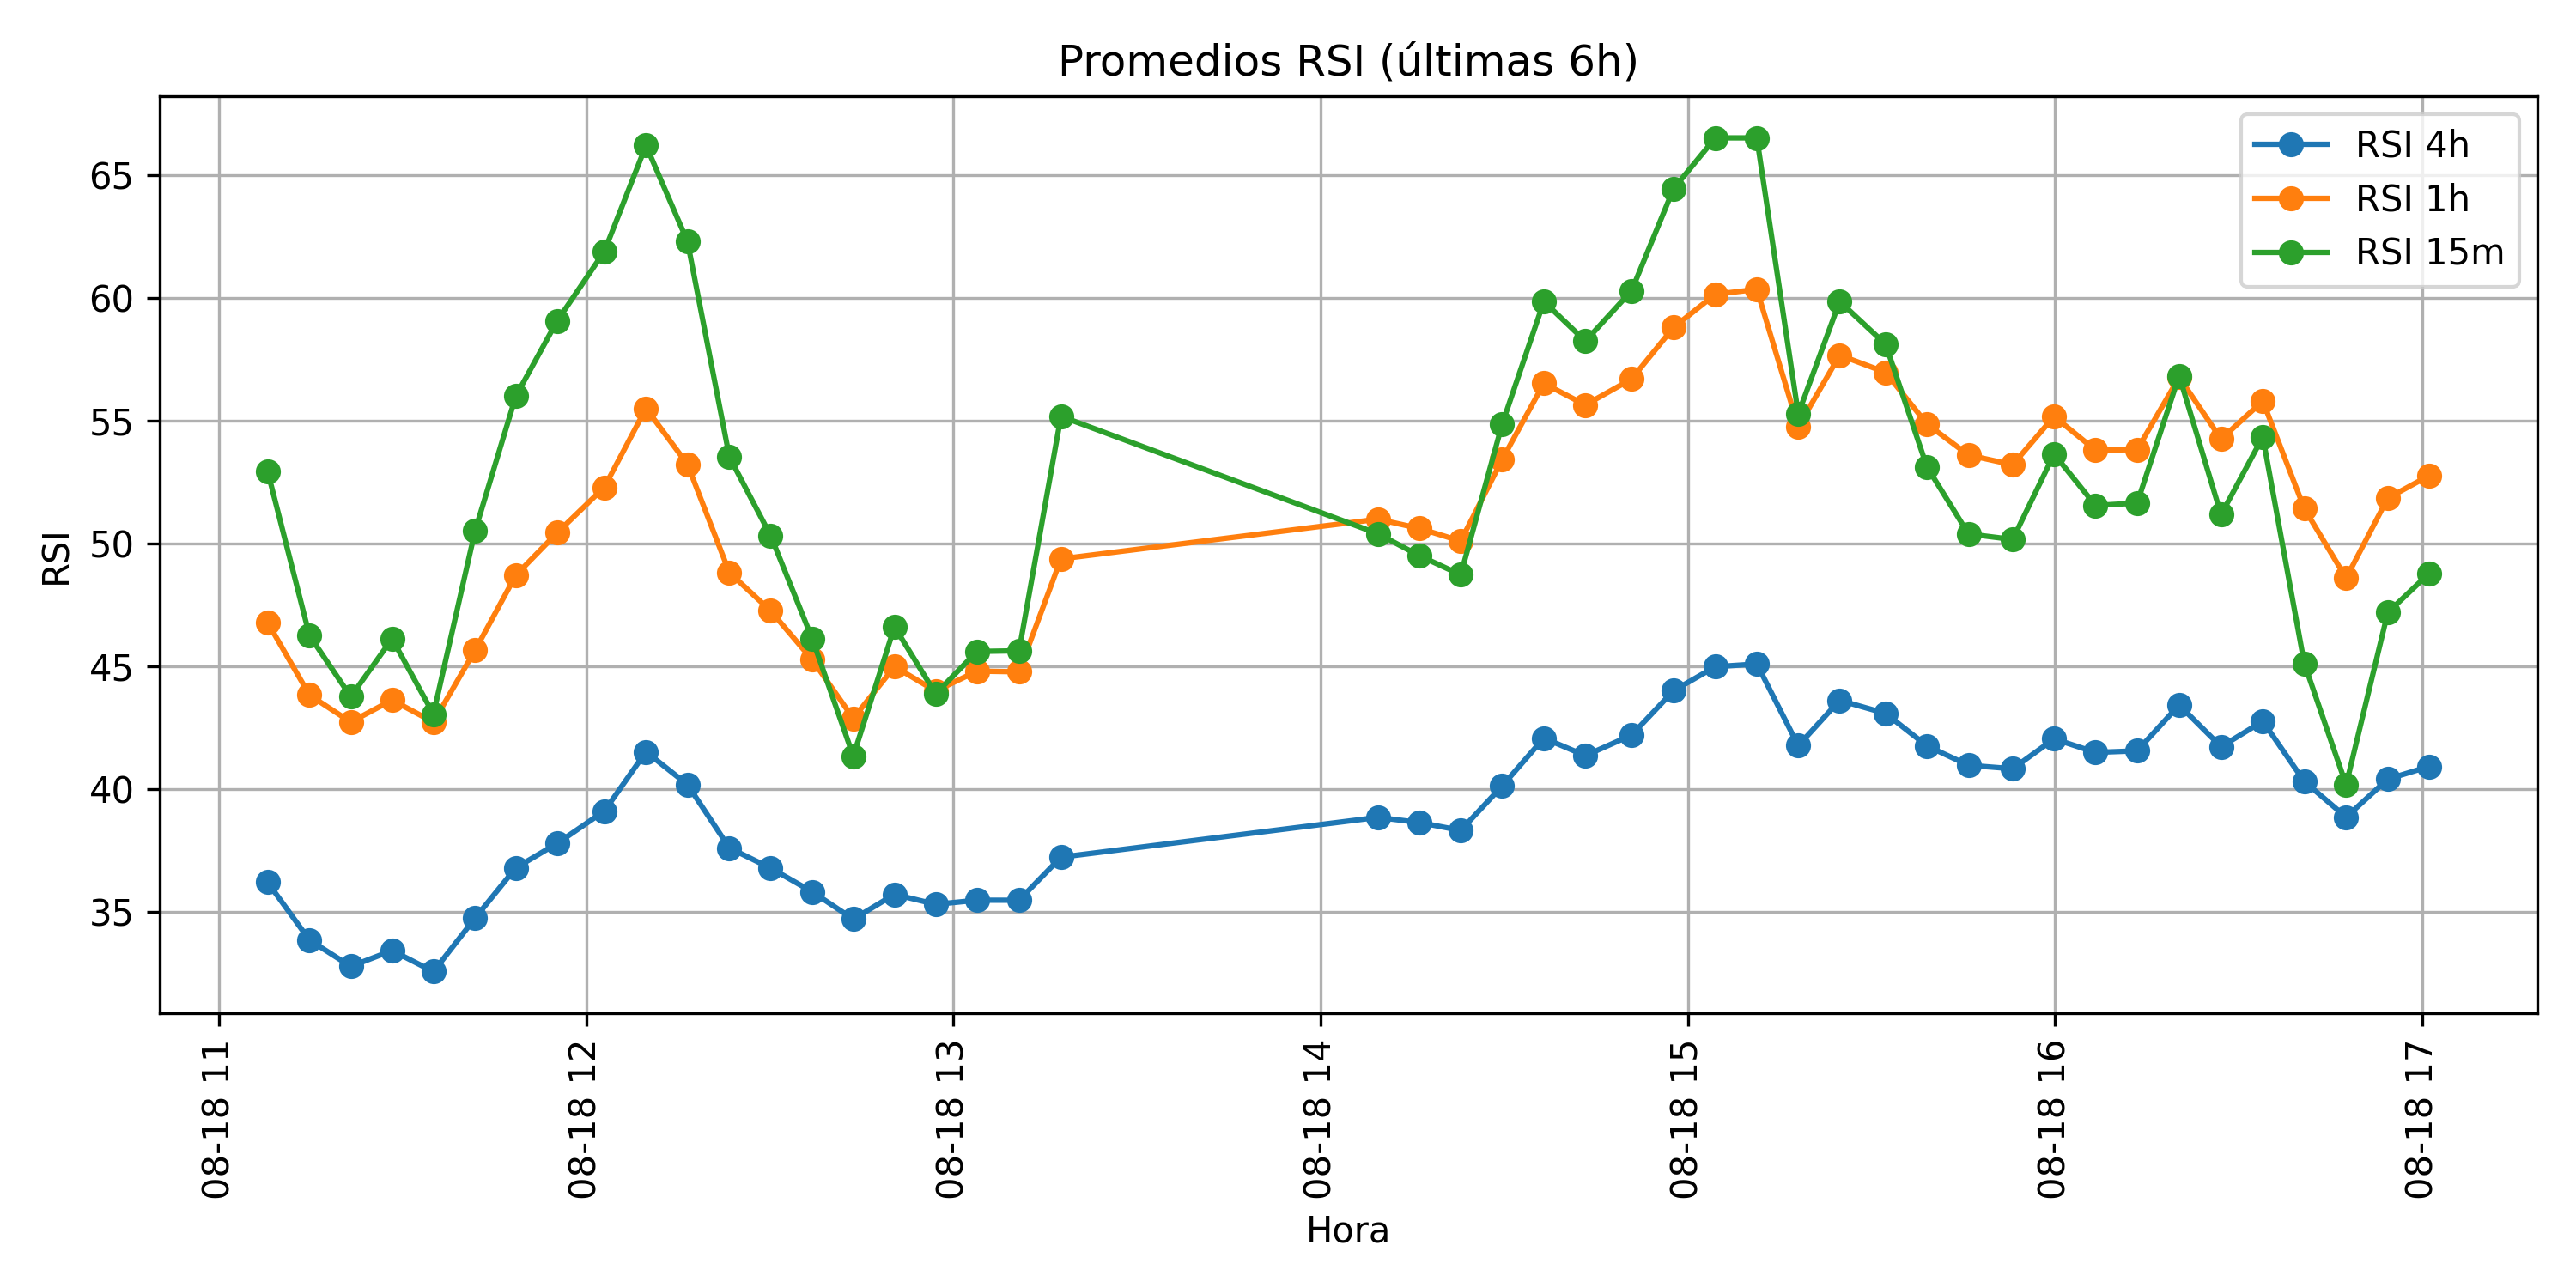 Promedios RSI (últimas 6h)
RSI 4h
RSI 1h
RSI 15m
65
60
55
50
45
40
35
RSI
08-18 11
08-18 12
08-18 13
08-18 14
08-18 15
08-18 16
08-18 17
Hora